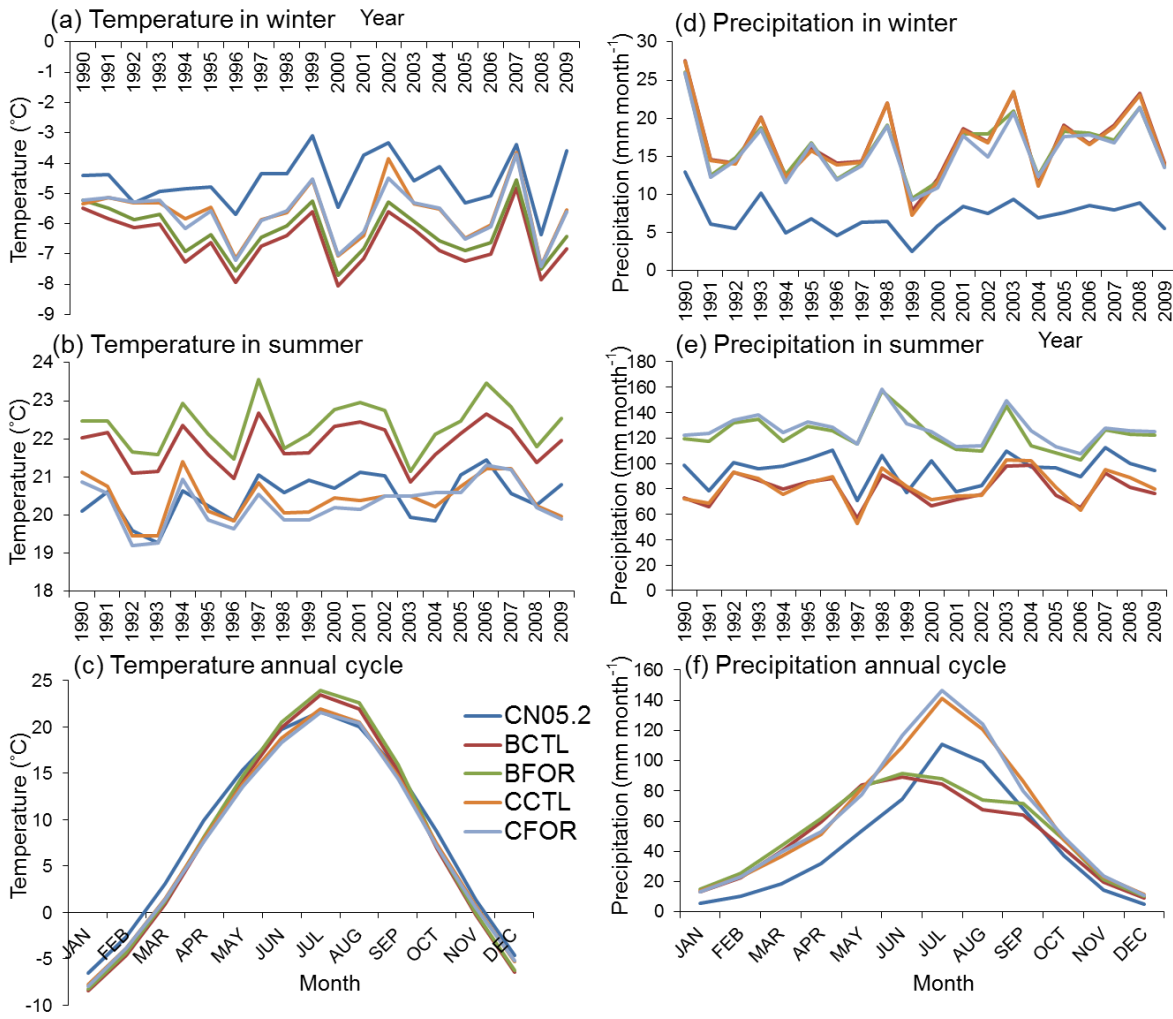 (a) Temperature in winter Year
0
-1
-2
-3
-4
-5
-6
-7
-8
-9
Temperature (°C)
1990 1991 1992 1993 1994 1995 1996 1997 1998 1999 2000 2001 2002 2003 2004 2005 2006 2007 2008 2009
(b) Temperature in summer
24
23
22
21
20
19
18
Temperature (°C)
1990 1991 1992 1993 1994 1995 1996 1997 1998 1999 2000 2001 2002 2003 2004 2005 2006 2007 2008 2009
(c) Temperature annual cycle
25
20
15
10
5
0
-5
-10
Temperature (°C)
JAN FEB MAR APR MAY JUN JUL AUG SEP OCT NOV DEC
Month
CN05.2
BCTL
BFOR
CCTL
CFOR
(d) Precipitation in winter
30
25
20
15
10
5
0
Precipitation (mm month⁻¹)
1990 1991 1992 1993 1994 1995 1996 1997 1998 1999 2000 2001 2002 2003 2004 2005 2006 2007 2008 2009
Year
(e) Precipitation in summer
180
160
140
120
100
80
60
40
20
0
Precipitation (mm month⁻¹)
1990 1991 1992 1993 1994 1995 1996 1997 1998 1999 2000 2001 2002 2003 2004 2005 2006 2007 2008 2009
(f) Precipitation annual cycle
160
140
120
100
80
60
40
20
0
Precipitation (mm month⁻¹)
JAN FEB MAR APR MAY JUN JUL AUG SEP OCT NOV DEC
Month